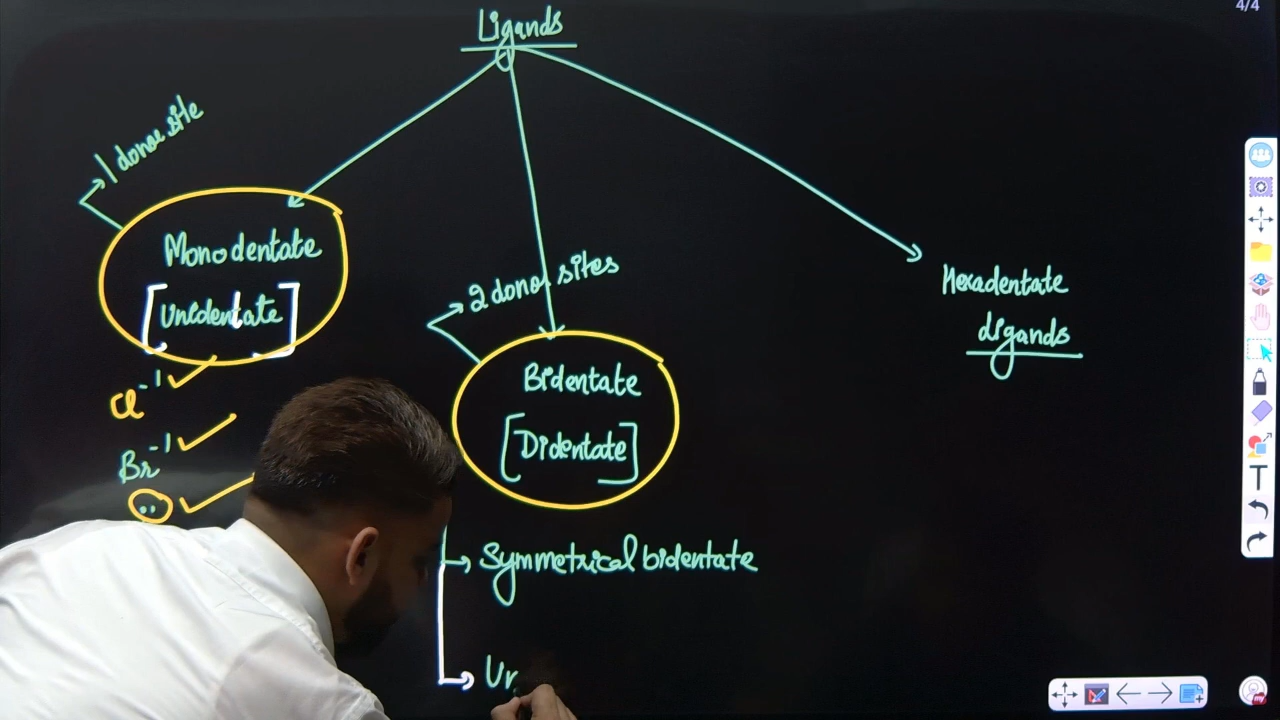 4/4
Ligands
1 donor site
Monodentate
[Unidentate]
Cl⁻¹
Br⁻¹
..
2 donor sites
Bidentate
[Didentate]
Symmetrical bidentate
Un
Hexadentate
Ligands
T